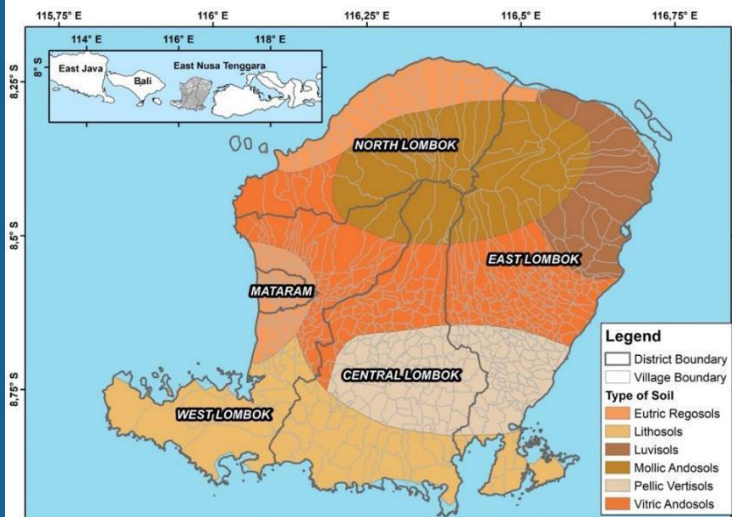 115,75°
116°
116,25°
116,5°
116,75°
114° E
116° E
118° E
8° S
East Java
Bali
East Nusa Tenggara
8,25° S
8,5° S
8,75° S
NORTH LOMBOK
EAST LOMBOK
MATARAM
CENTRAL LOMBOK
WEST LOMBOK
Legend
District Boundary
Village Boundary
Type of Soil
Eutric Regosols
Lithosols
Luvisols
Mollic Andosols
Pellic Vertisols
Vitric Andosols